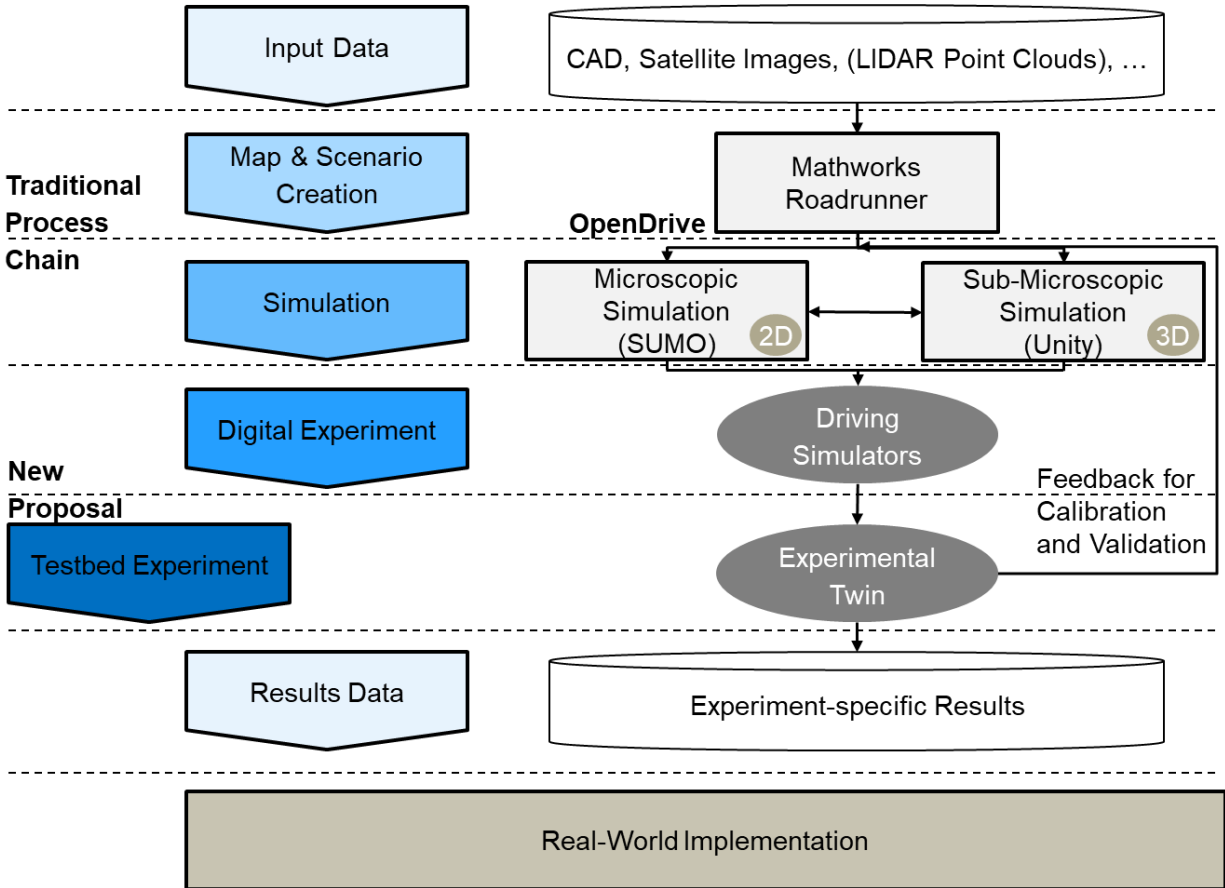 Input Data
CAD, Satellite Images, (LIDAR Point Clouds), …
Traditional
Process
Chain
Map & Scenario
Creation
Mathworks
Roadrunner
OpenDrive
Simulation
Microscopic
Simulation
(SUMO)
2D
Sub-Microscopic
Simulation
(Unity)
3D
Digital Experiment
Driving
Simulators
New
Proposal
Feedback for
Calibration
and Validation
Testbed Experiment
Experimental
Twin
Results Data
Experiment-specific Results
Real-World Implementation